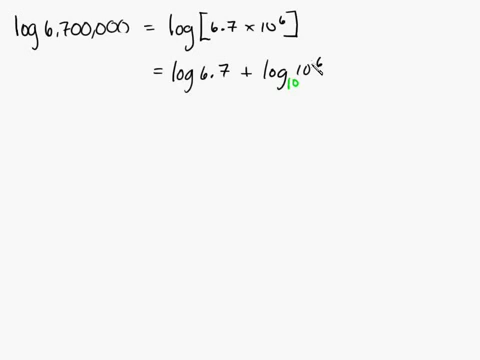 log 6,700,000 = log[6.7 × 10⁶]
= log 6.7 + log₁₀ 10⁶